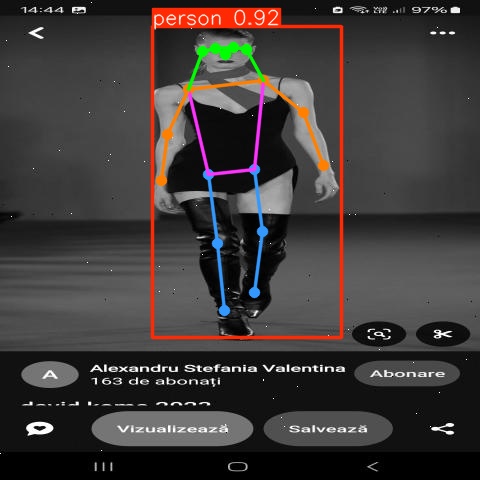 14:44
97%
person 0.92
A
Alexandru Stefania Valentina
163 de abonați
Abonare
Vizualizează
Salvează